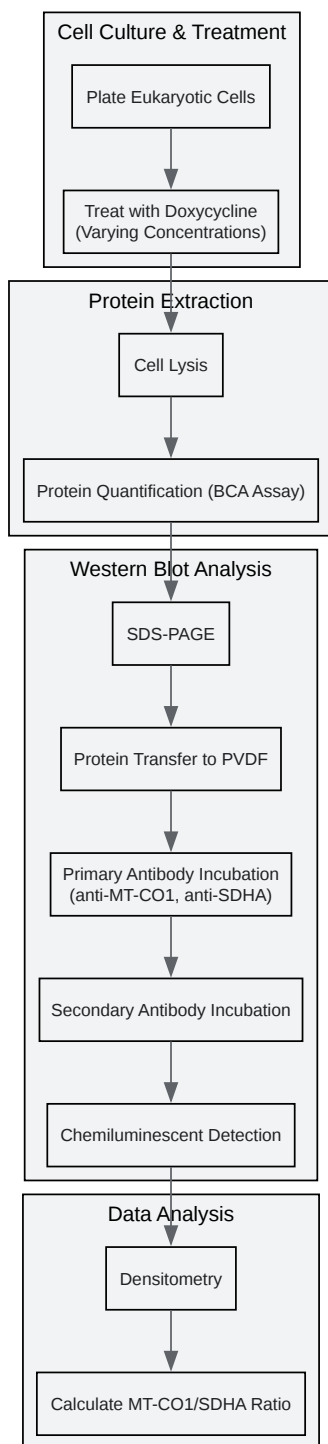 Cell Culture & Treatment
Plate Eukaryotic Cells
Treat with Doxycycline
(Varying Concentrations)
Protein Extraction
Cell Lysis
Protein Quantification (BCA Assay)
Western Blot Analysis
SDS-PAGE
Protein Transfer to PVDF
Primary Antibody Incubation
(anti-MT-CO1, anti-SDHA)
Secondary Antibody Incubation
Chemiluminescent Detection
Data Analysis
Densitometry
Calculate MT-CO1/SDHA Ratio